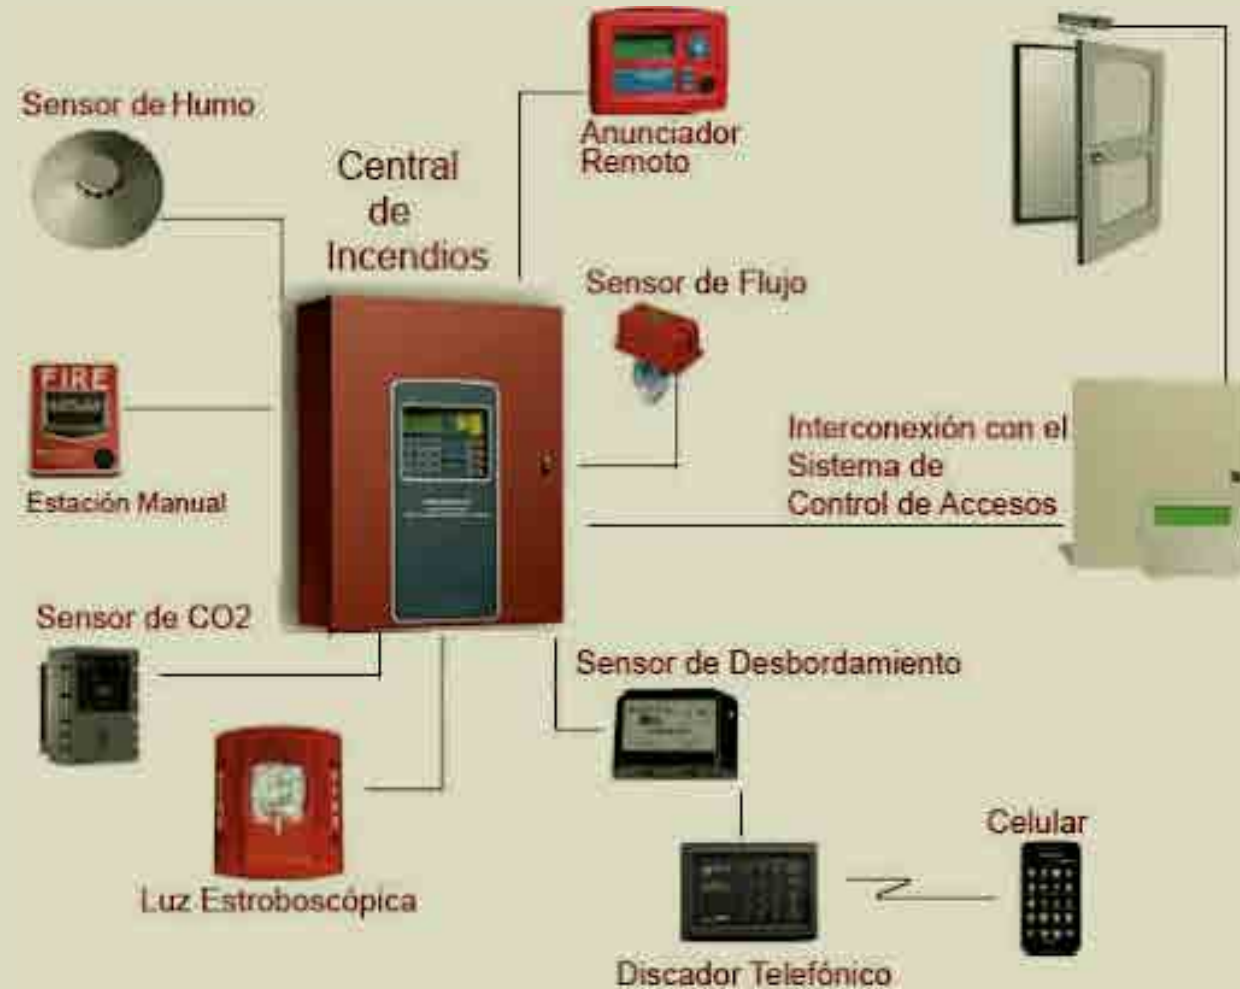 Sensor de Humo
Central
de
Incendios
Anunciador
Remoto
Sensor de Flujo
FIRE
Estación Manual
Interconexión con el
Sistema de
Control de Accesos
Sensor de CO2
Sensor de Desbordamiento
Luz Estroboscópica
Celular
Discador Telefónico